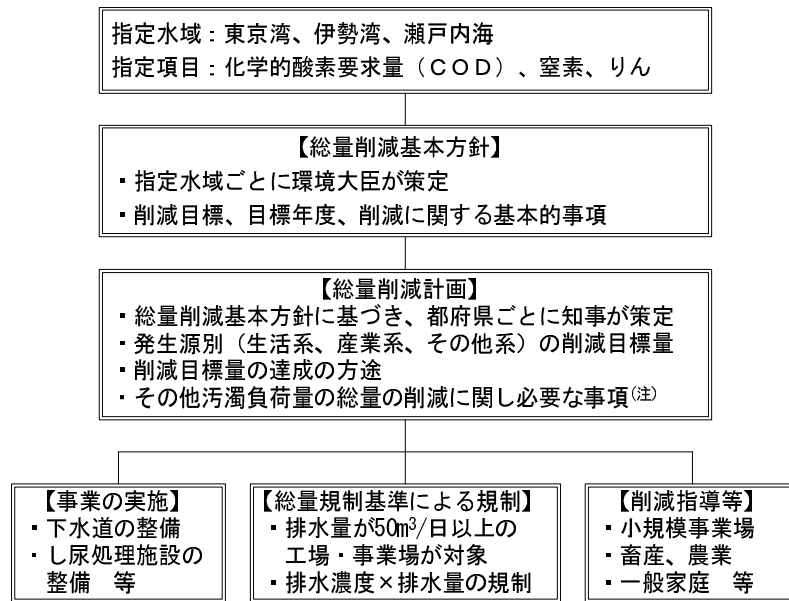 指定水域：東京湾、伊勢湾、瀬戸内海
指定項目：化学的酸素要求量（ＣＯＤ）、窒素、りん
【総量削減基本方針】
・指定水域ごとに環境大臣が策定
・削減目標、目標年度、削減に関する基本的事項
【総量削減計画】
・総量削減基本方針に基づき、都府県ごとに知事が策定
・発生源別（生活系、産業系、その他系）の削減目標量
・削減目標量の達成の方途
・その他汚濁負荷量の総量の削減に関し必要な事項(注)
【事業の実施】
・下水道の整備
・し尿処理施設の
整備　等
【総量規制基準による規制】
・排水量が50m³/日以上の
工場・事業場が対象
・排水濃度×排水量の規制
【削減指導等】
・小規模事業場
・畜産、農業
・一般家庭　等